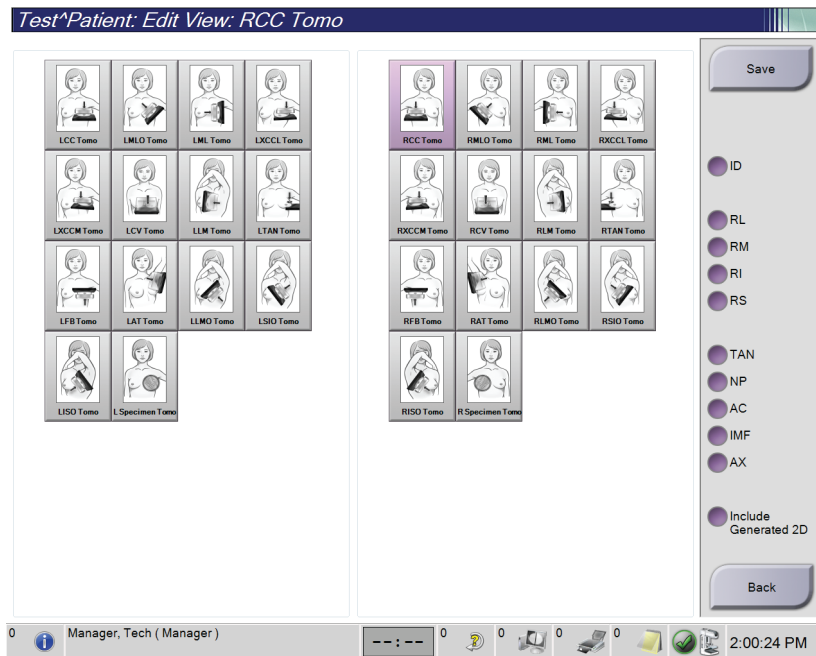 Test^Patient: Edit View: RCC Tomo
LCC Tomo
LMLO Tomo
LML Tomo
LXCCL Tomo
LXCCM Tomo
LCV Tomo
LLM Tomo
LTAN Tomo
LFB Tomo
LAT Tomo
LLMO Tomo
LSIO Tomo
LISO Tomo
L Specimen Tomo
RCC Tomo
RMLO Tomo
RML Tomo
RXCCL Tomo
RXCCM Tomo
RCV Tomo
RLM Tomo
RTAN Tomo
RFB Tomo
RAT Tomo
RLMO Tomo
RSIO Tomo
RISO Tomo
R Specimen Tomo
Save
ID
RL
RM
RI
RS
TAN
NP
AC
IMF
AX
Include
Generated 2D
Back
0
Manager, Tech ( Manager )
--:--
0
0
0
0
2:00:24 PM